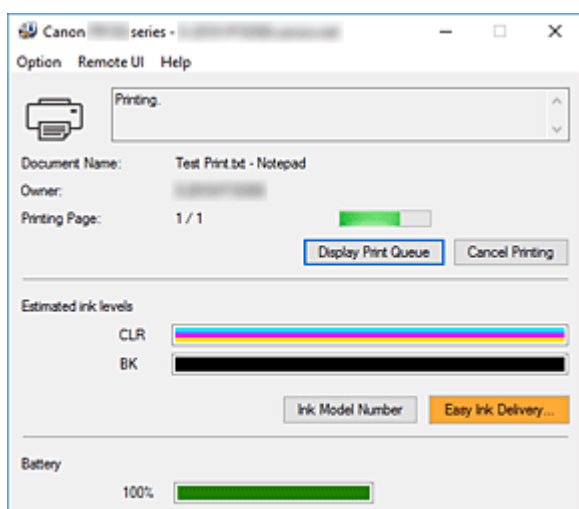 Canon series -
Option Remote UI Help
Printing.
Document Name: Test Print.txt - Notepad
Owner:
Printing Page: 1 / 1
Display Print Queue Cancel Printing
Estimated ink levels
CLR
BK
Ink Model Number Easy Ink Delivery...
Battery
100%